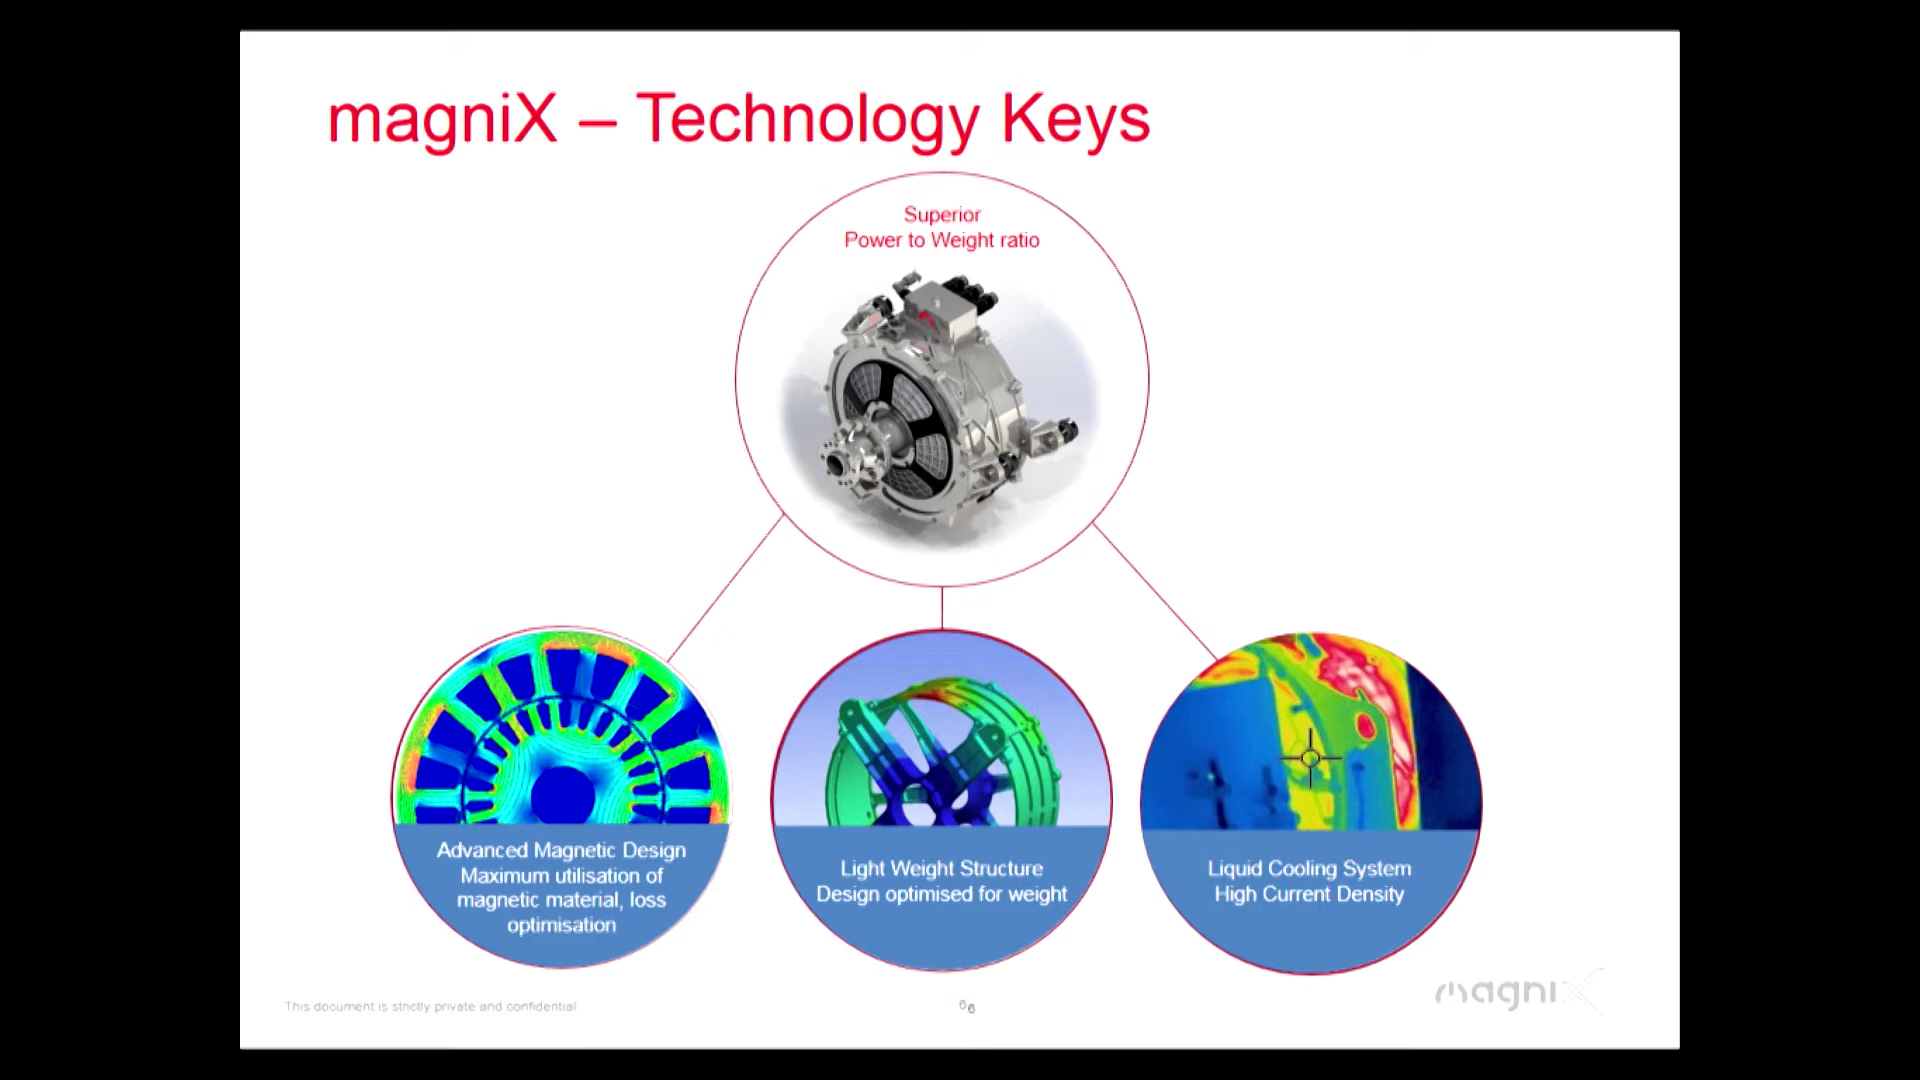 magniX – Technology Keys
Superior
Power to Weight ratio
Advanced Magnetic Design
Maximum utilisation of
magnetic material, loss
optimisation
Light Weight Structure
Design optimised for weight
Liquid Cooling System
High Current Density
This document is strictly private and confidential
6
6
magniX